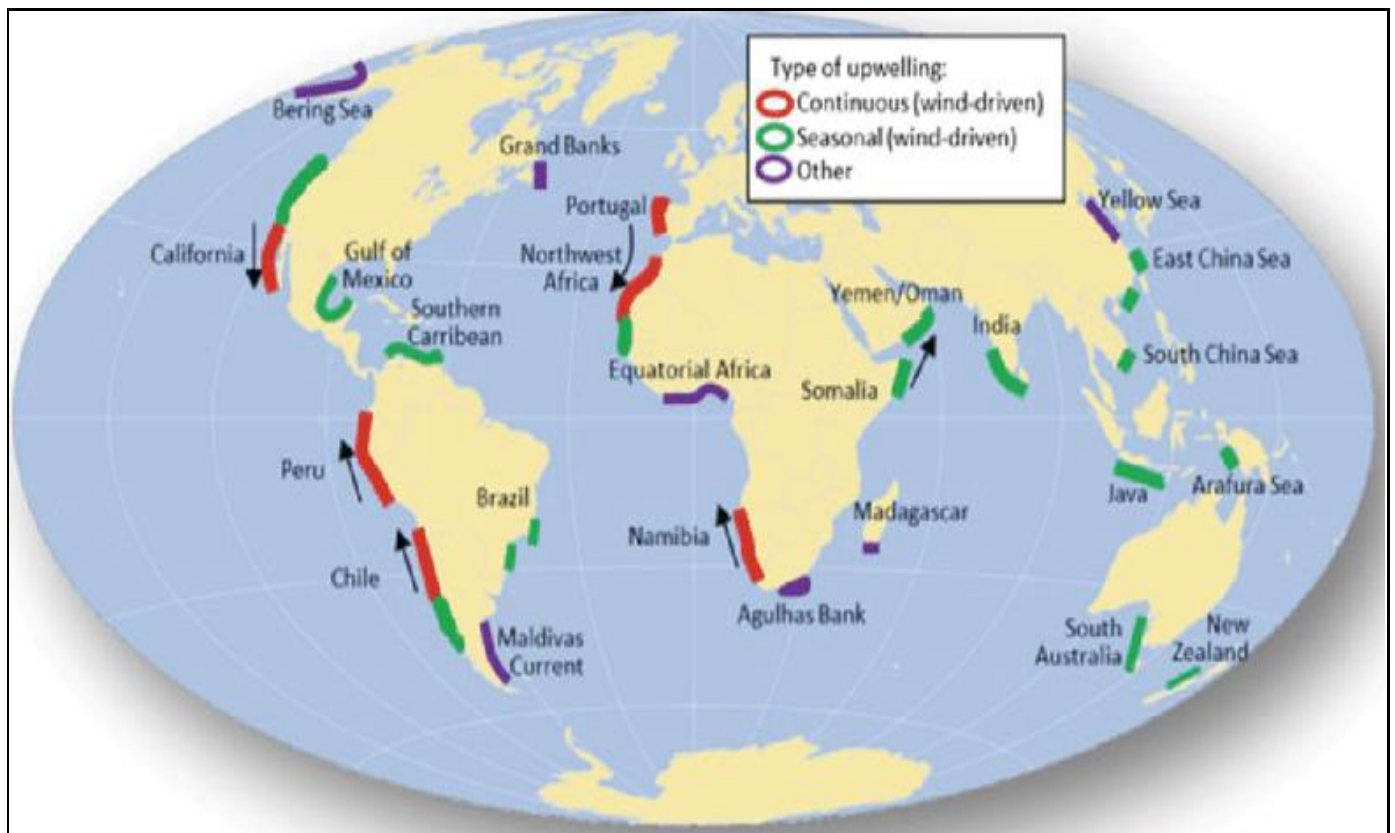 Type of upwelling:
Continuous (wind-driven)
Seasonal (wind-driven)
Other
Bering Sea
Grand Banks
Portugal
Yellow Sea
California
Gulf of
Mexico
Northwest
Africa
East China Sea
Southern
Carribean
Yemen/Oman
India
South China Sea
Equatorial Africa
Somalia
Peru
Brazil
Java
Arafura Sea
Madagascar
Namibia
Chile
Agulhas Bank
Maldivas
Current
South
Australia
New
Zealand